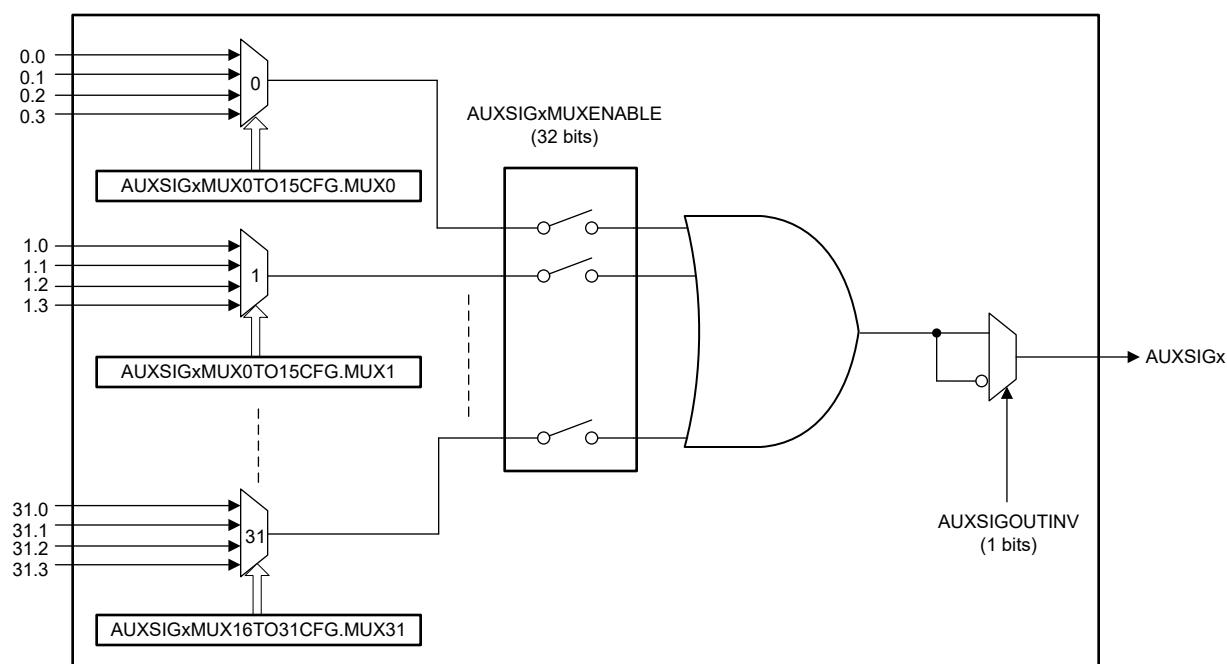 0.0
0.1
0.2
0.3
0
AUXSIGxMUX0TO15CFG.MUX0
AUXSIGxMUXENABLE
(32 bits)
1.0
1.1
1.2
1.3
1
AUXSIGxMUX0TO15CFG.MUX1
AUXSIGx
31.0
31.1
31.2
31.3
31
AUXSIGxMUX16TO31CFG.MUX31
AUXSIGOUTINV
(1 bits)